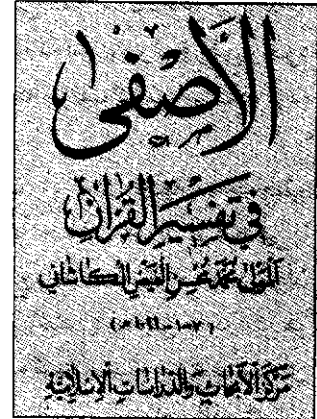 الأصفى
في تفسير القرآن
للمولى محمد محسن الفيض الكاشاني
مركز الأبحاث والدراسات الإسلامية